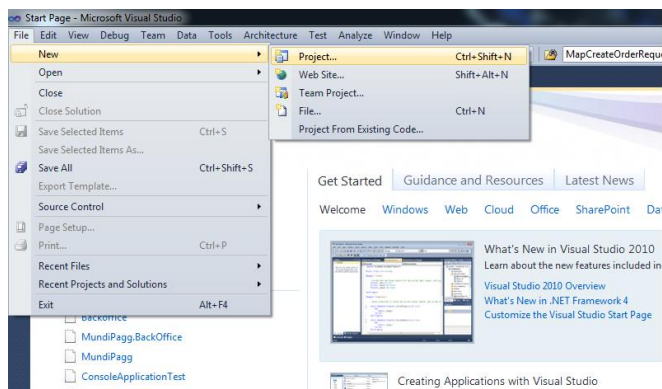 Start Page - Microsoft Visual Studio
File Edit View Debug Team Data Tools Architecture Test Analyze Window Help
New
Project... Ctrl+Shift+N
Web Site... Shift+Alt+N
Team Project...
File... Ctrl+N
Project From Existing Code...
MapCreateOrderReque
Open
Close
Close Solution
Save Selected Items Ctrl+S
Save Selected Items As...
Save All Ctrl+Shift+S
Export Template...
Source Control
Page Setup...
Print... Ctrl+P
Recent Files
Recent Projects and Solutions
Exit Alt+F4
Backoffice
MundiPagg.BackOffice
MundiPagg
ConsoleApplicationTest
Get Started Guidance and Resources Latest News
Welcome Windows Web Cloud Office SharePoint Dat
What's New in Visual Studio 2010
Learn about the new features included in
Visual Studio 2010 Overview
What's New in .NET Framework 4
Customize the Visual Studio Start Page
Creating Applications with Visual Studio